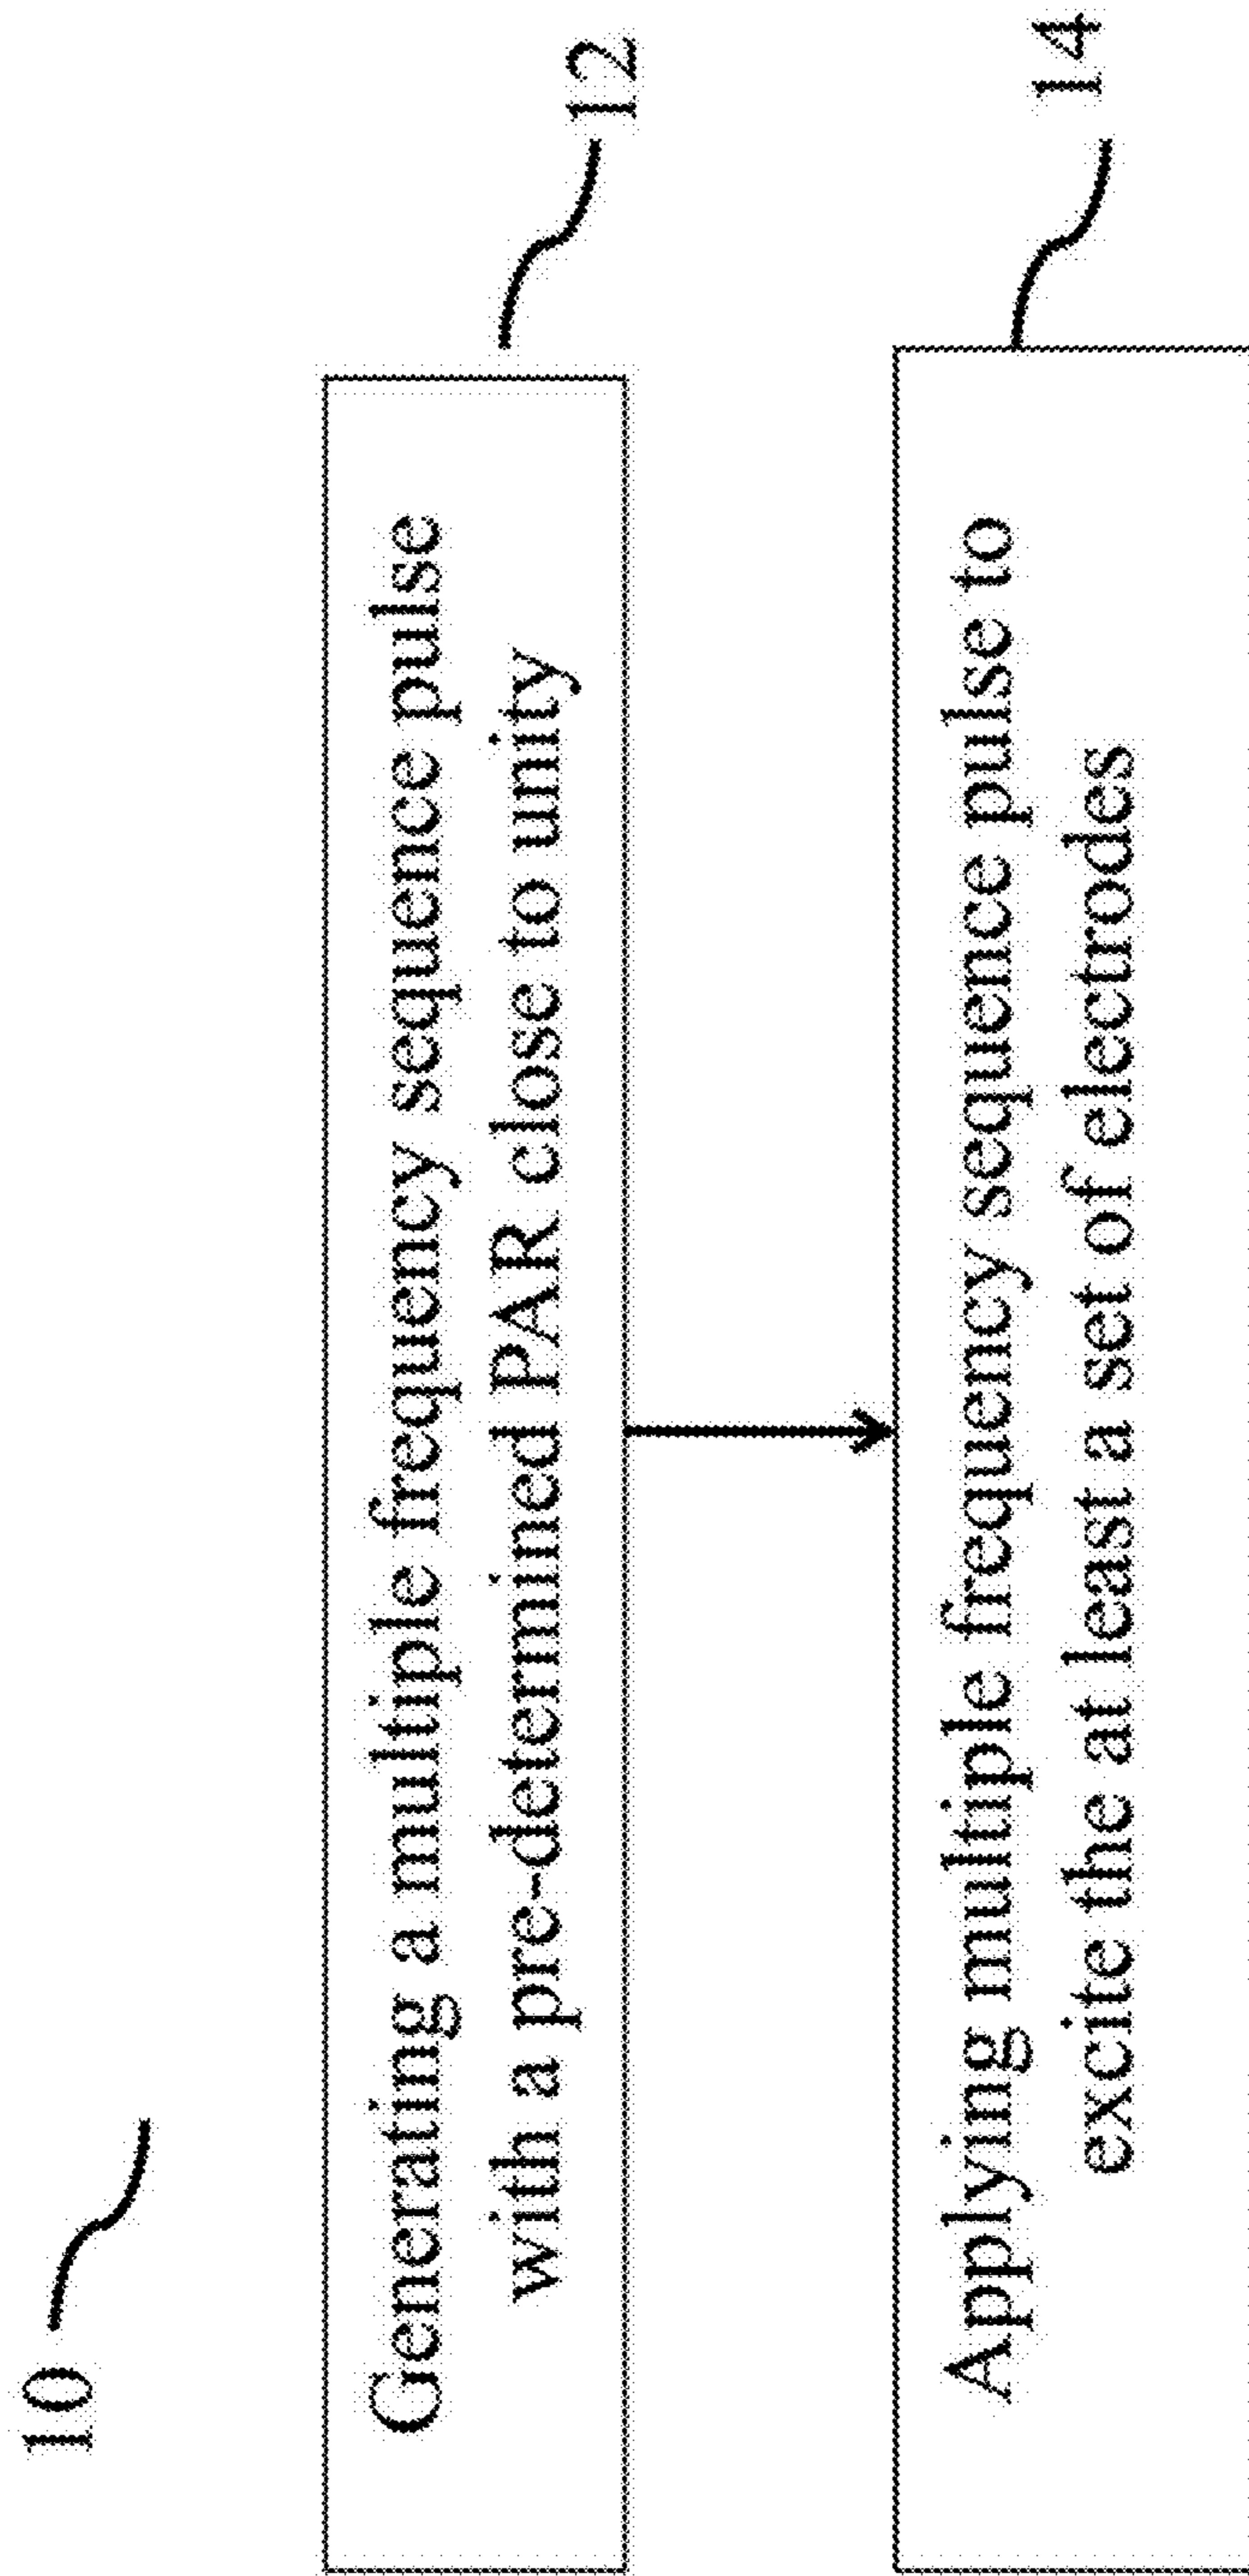 10
Generating a multiple frequency sequence pulse
with a pre-determined PAR close to unity
12
Applying multiple frequency sequence pulse to
excite the at least a set of electrodes
14